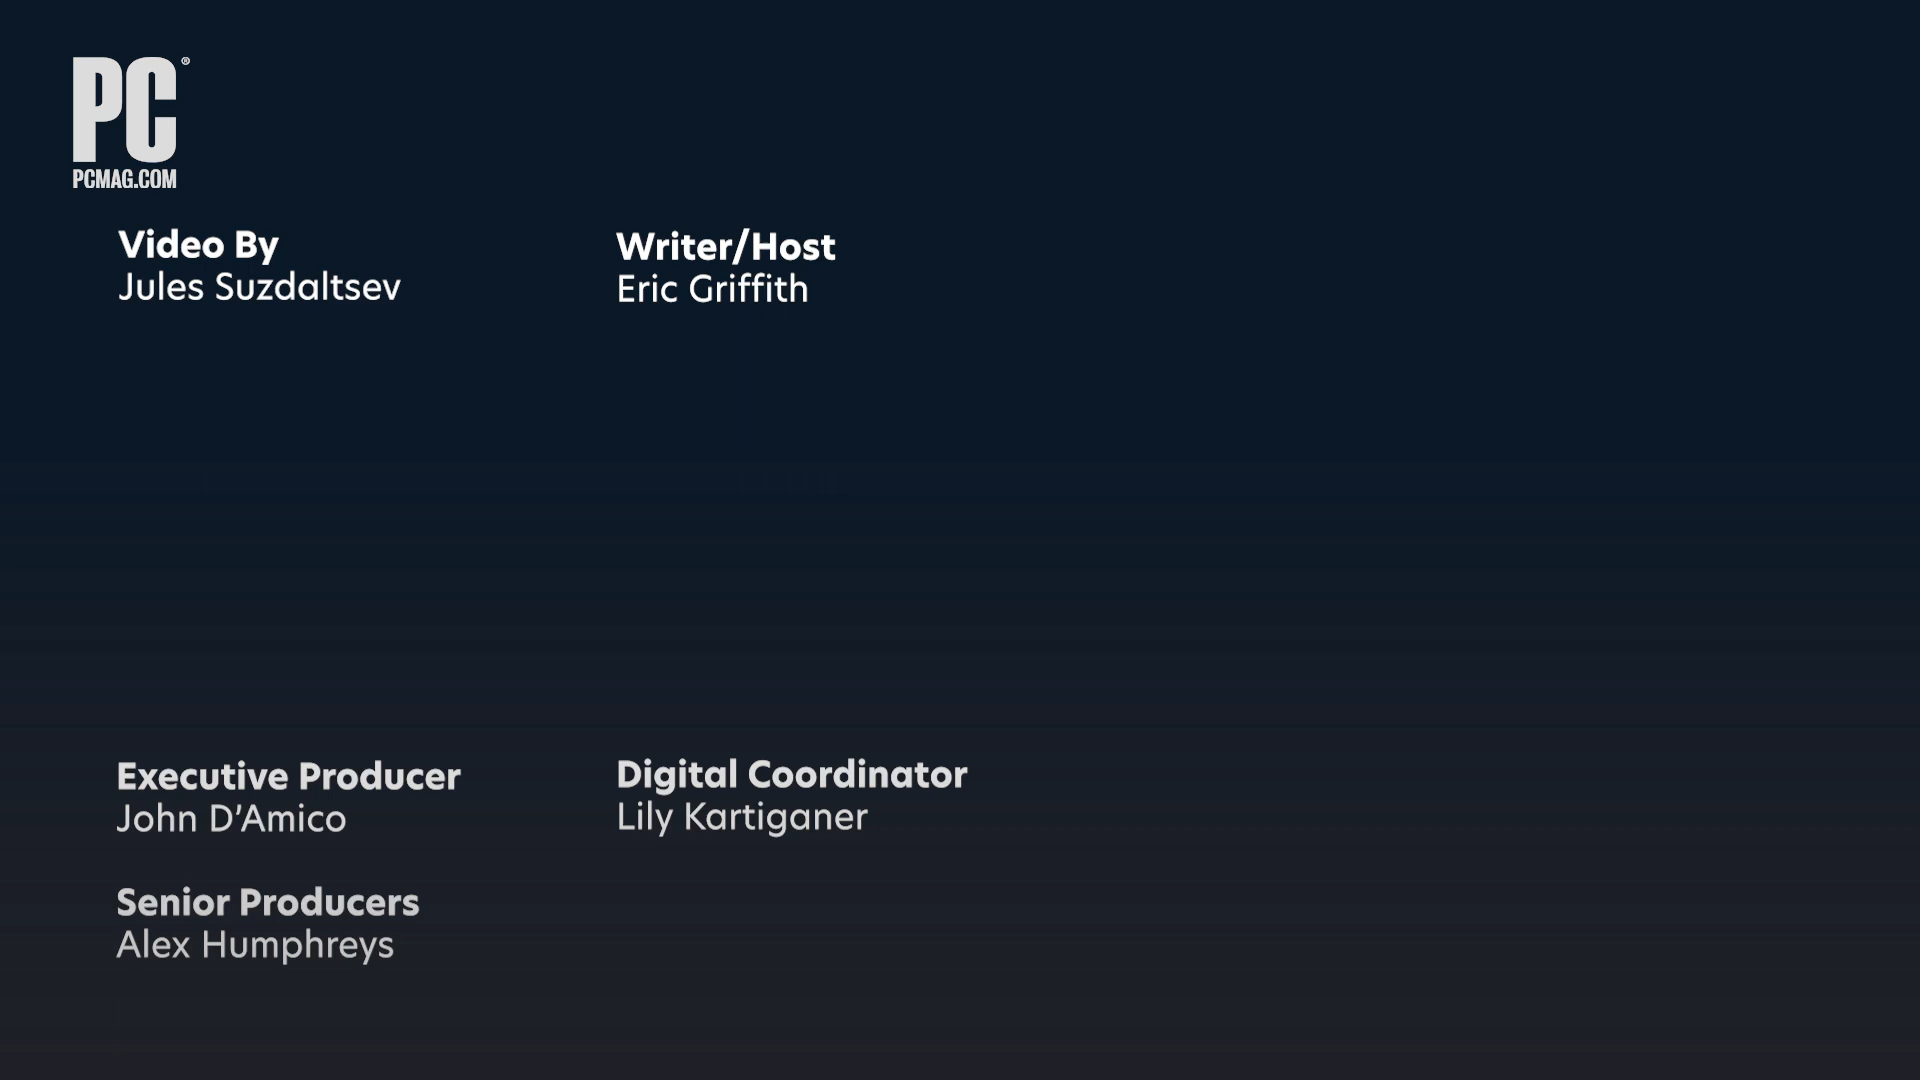 PC®
PCMAG.COM
Video By
Jules Suzdaltsev
Writer/Host
Eric Griffith
Executive Producer
John D’Amico
Digital Coordinator
Lily Kartiganer
Senior Producers
Alex Humphreys